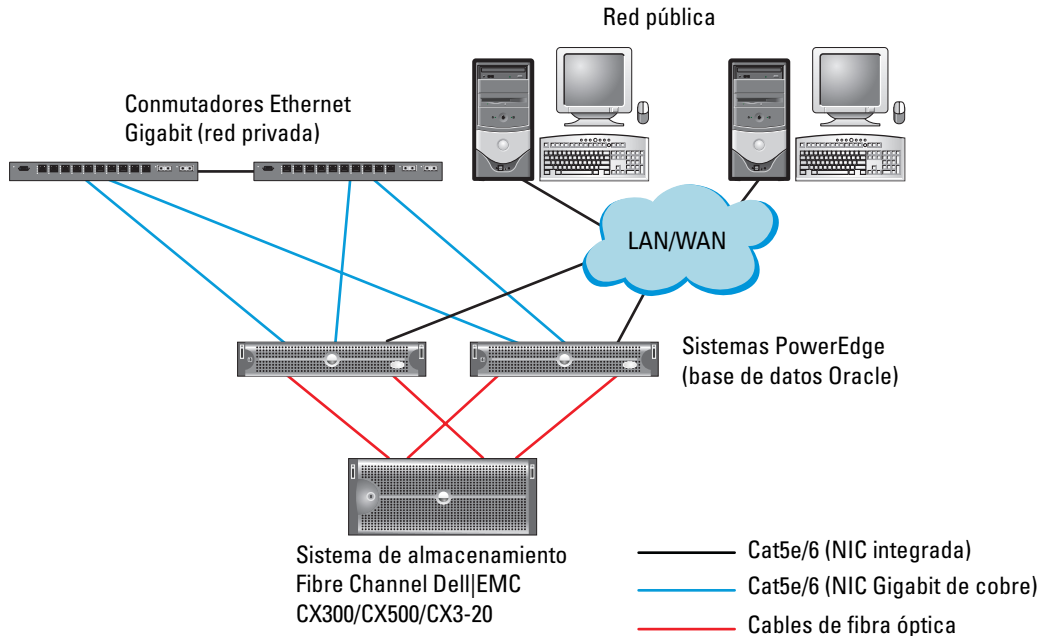 Red pública
Conmutadores Ethernet
Gigabit (red privada)
LAN/WAN
Sistemas PowerEdge
(base de datos Oracle)
Sistema de almacenamiento
Fibre Channel Dell|EMC
CX300/CX500/CX3-20
Cat5e/6 (NIC integrada)
Cat5e/6 (NIC Gigabit de cobre)
Cables de fibra óptica